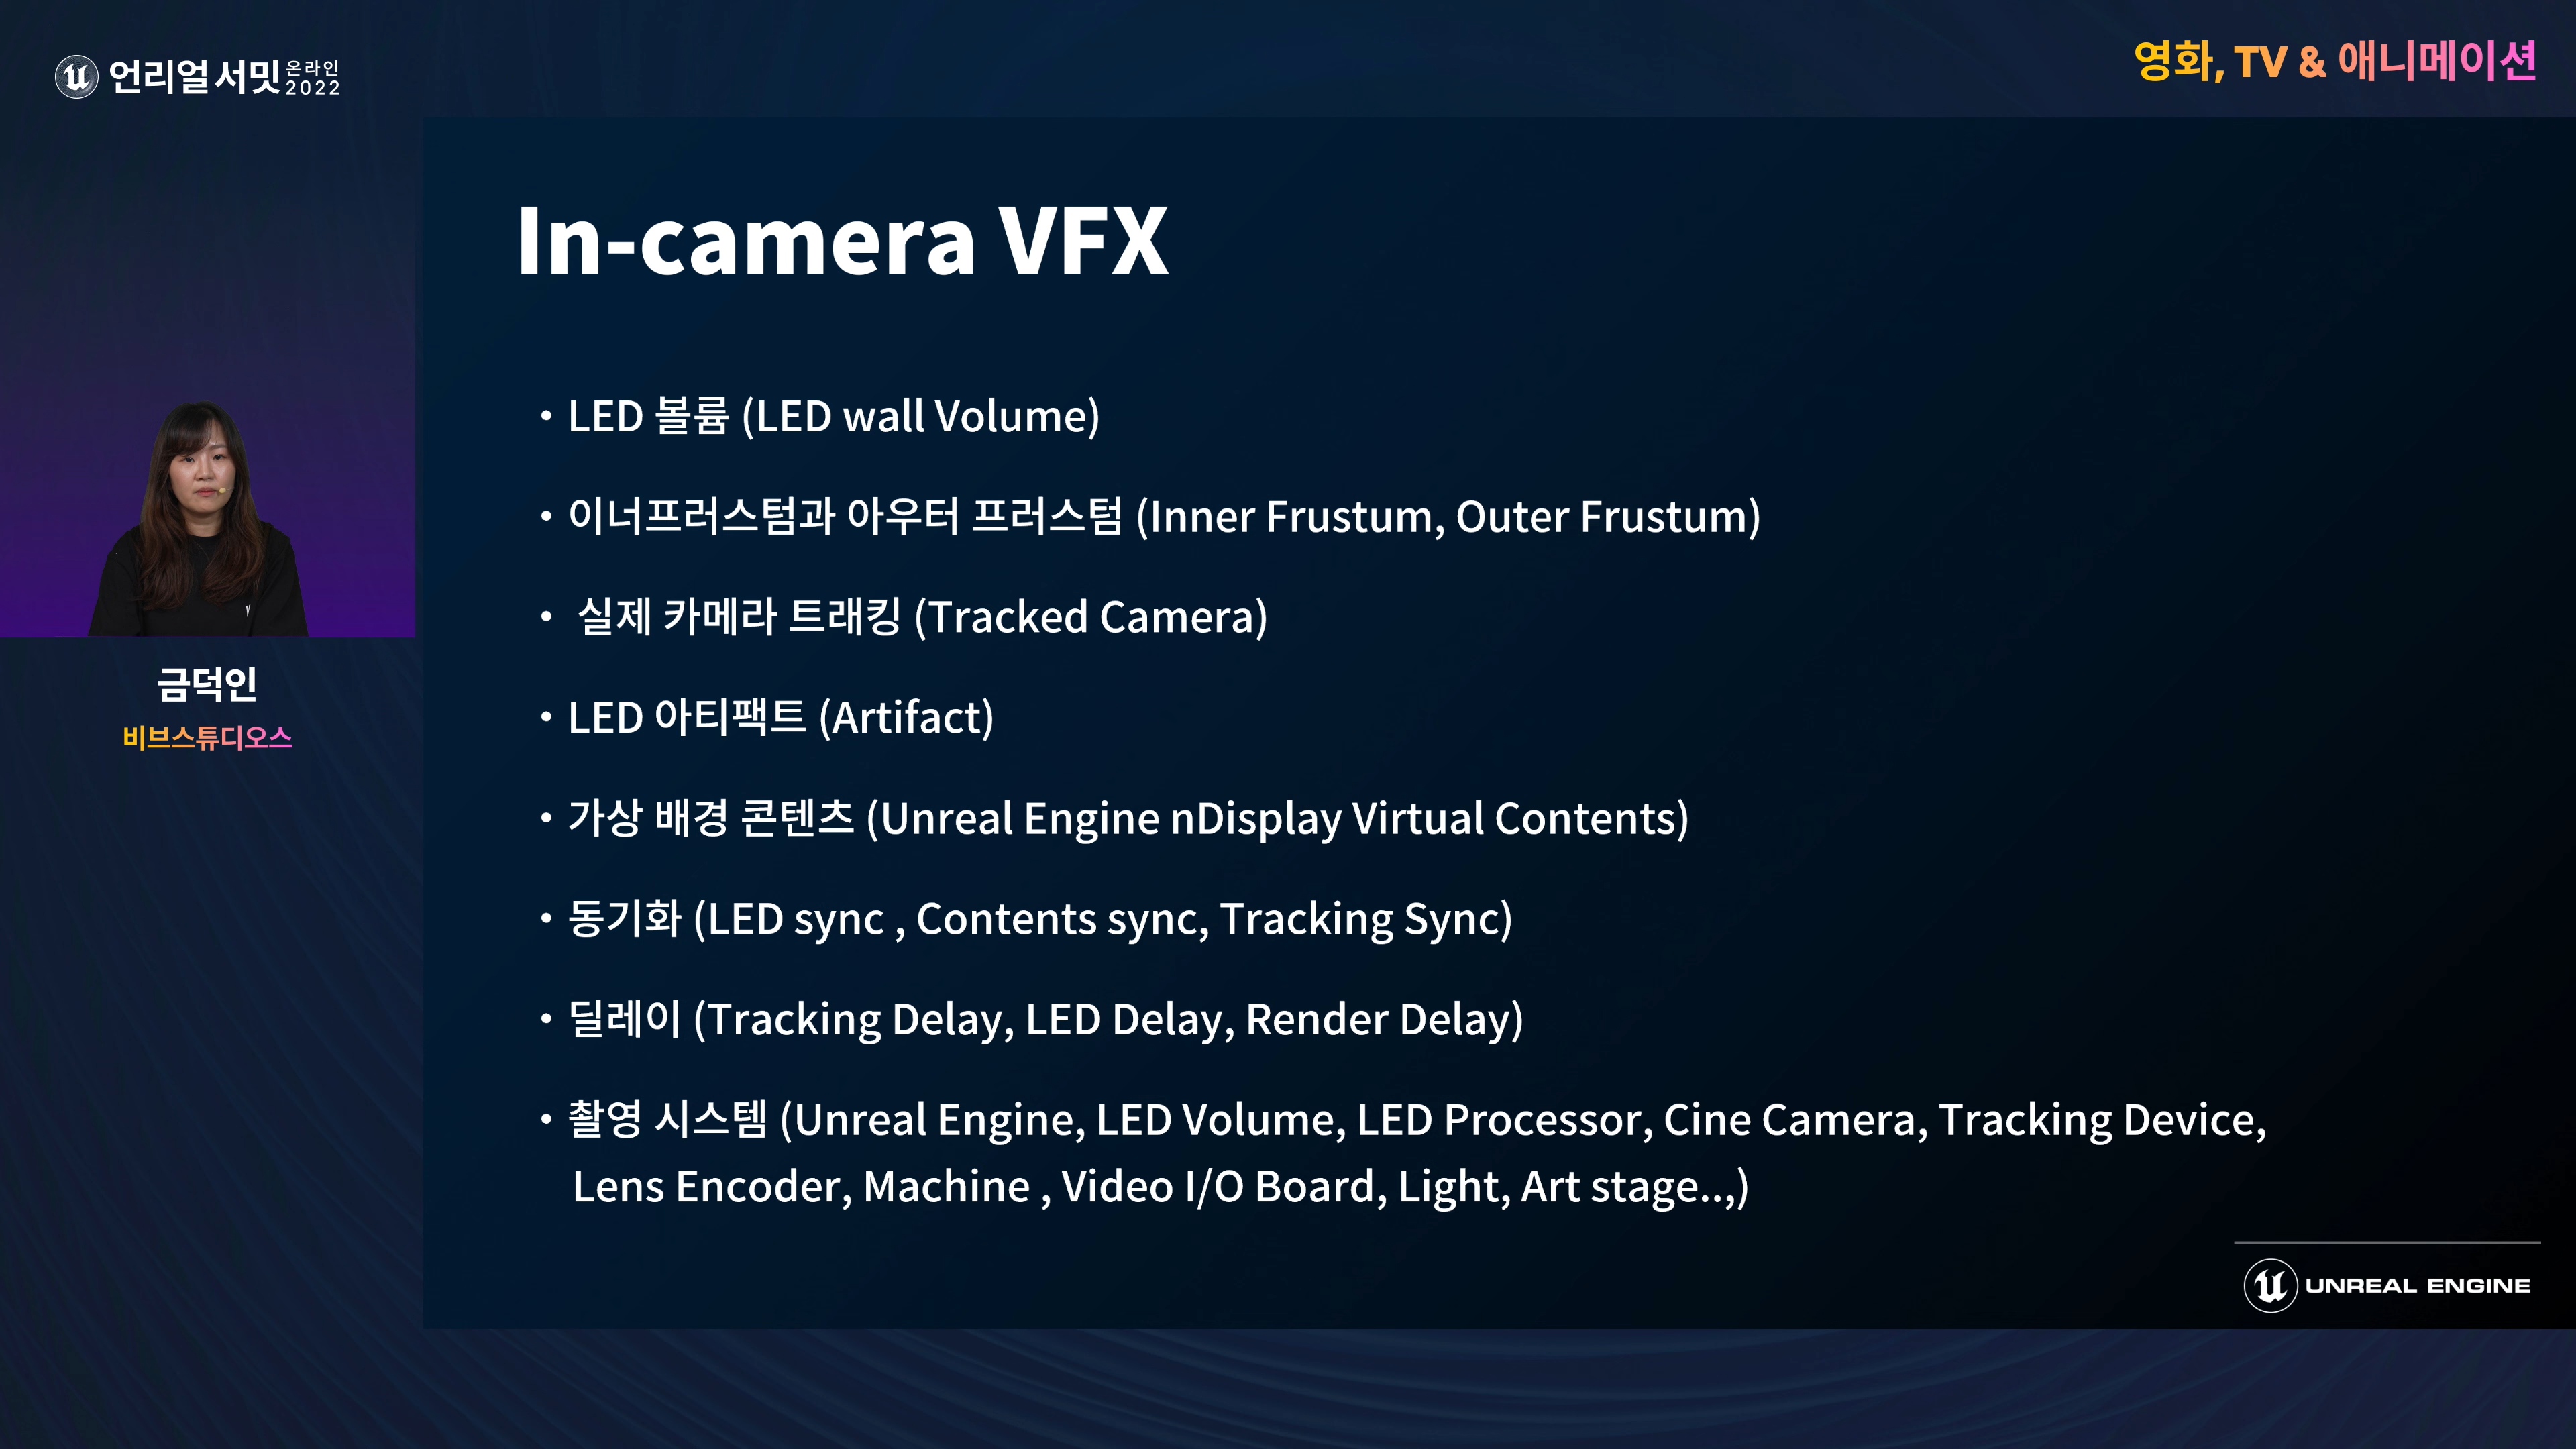 언리얼 서밋 온라인 2022
영화, TV & 애니메이션
In-camera VFX
• LED 볼륨 (LED wall Volume)
• 이너프러스텀과 아우터 프러스텀 (Inner Frustum, Outer Frustum)
• 실제 카메라 트래킹 (Tracked Camera)
• LED 아티팩트 (Artifact)
• 가상 배경 콘텐츠 (Unreal Engine nDisplay Virtual Contents)
• 동기화 (LED sync , Contents sync, Tracking Sync)
• 딜레이 (Tracking Delay, LED Delay, Render Delay)
• 촬영 시스템 (Unreal Engine, LED Volume, LED Processor, Cine Camera, Tracking Device,
Lens Encoder, Machine , Video I/O Board, Light, Art stage..,)
금덕인
비브스튜디오스
UNREAL ENGINE